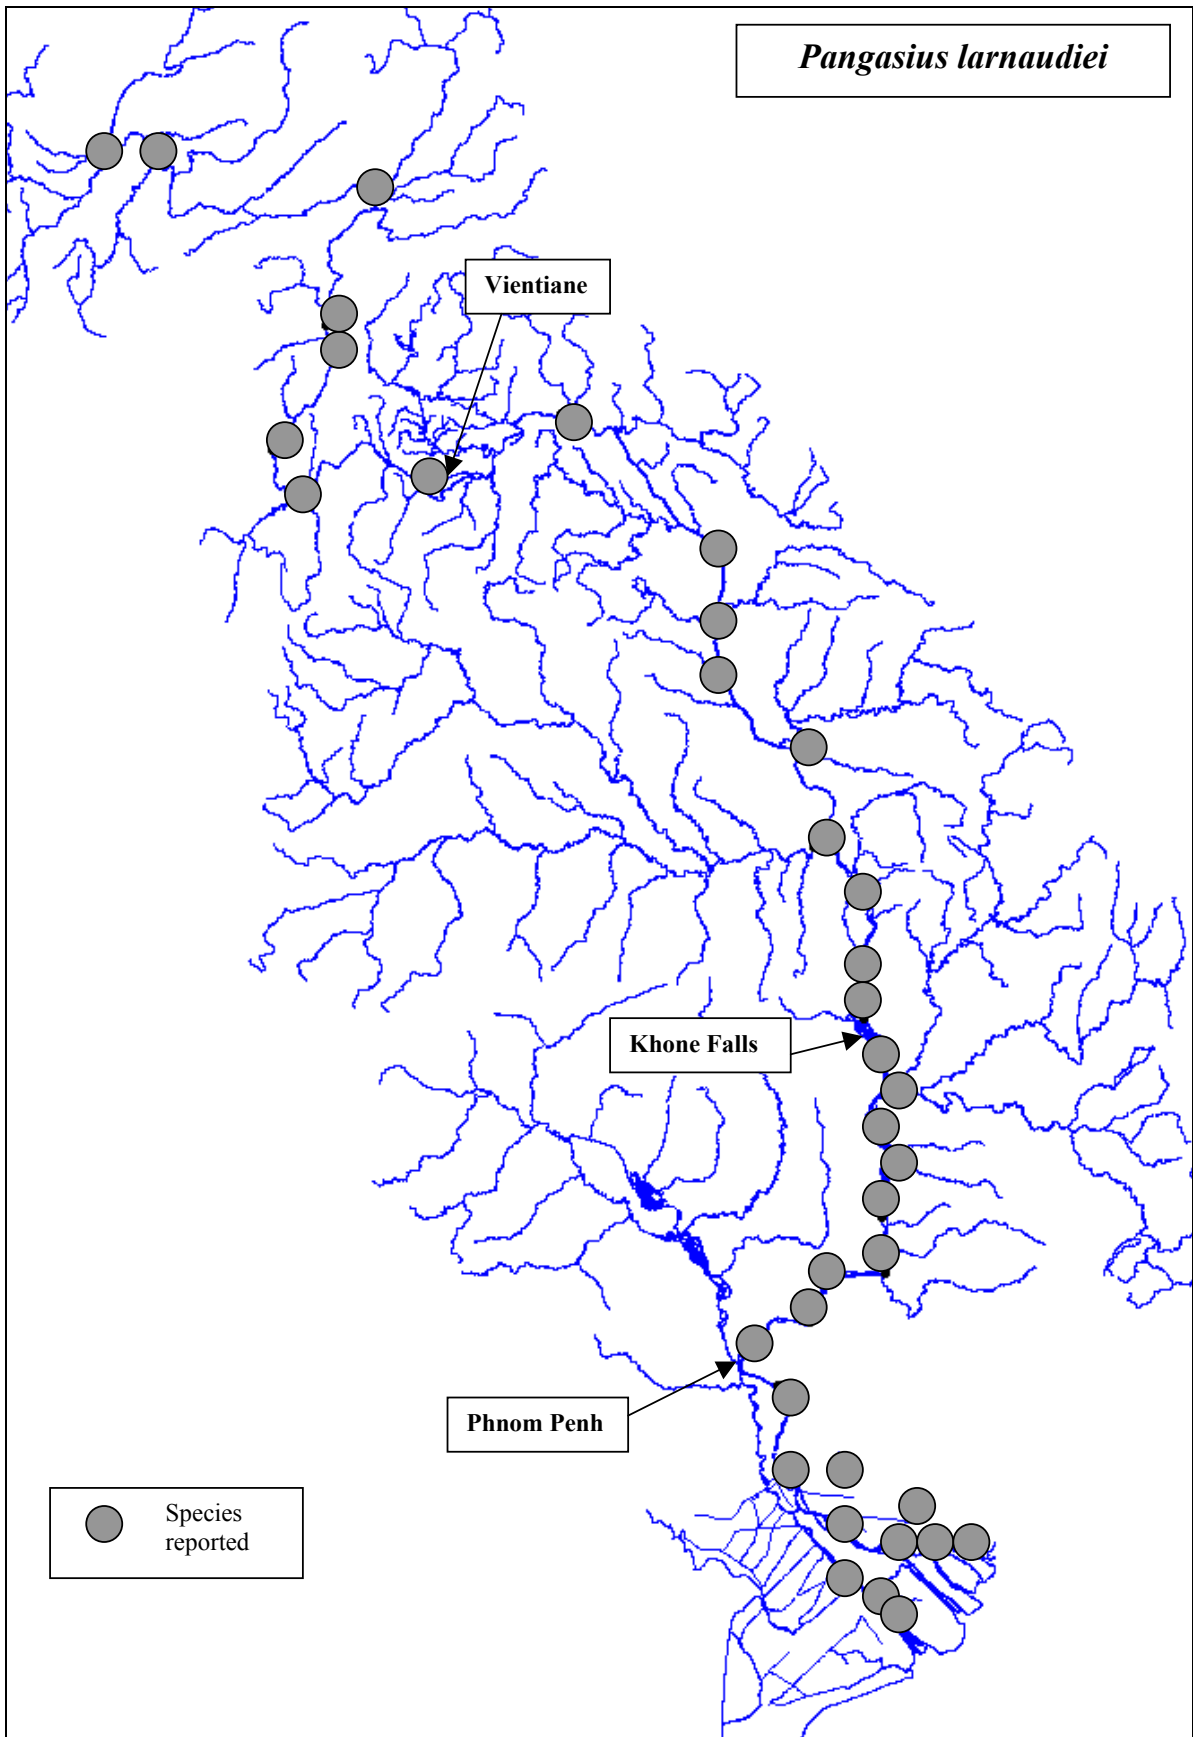 Pangasius larnaudiei
Vientiane
Khone Falls
Phnom Penh
Species
reported